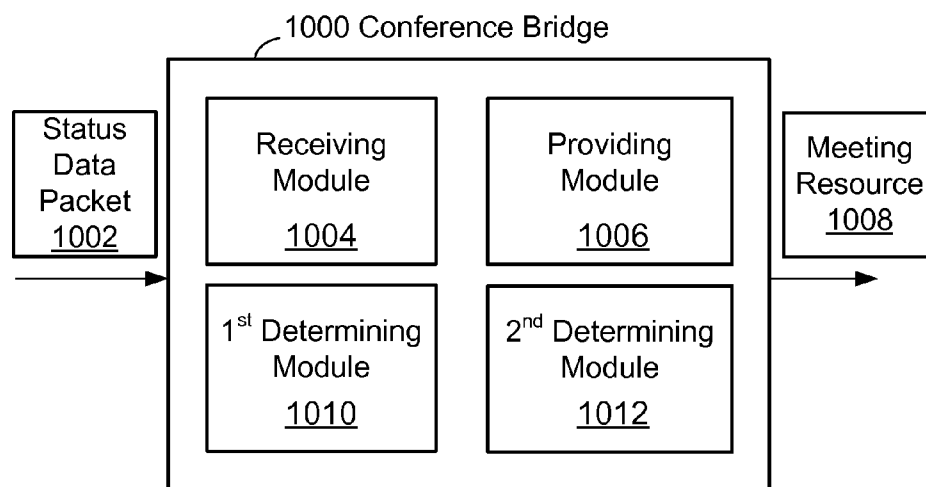 1000 Conference Bridge
Status
Data
Packet
1002
Receiving
Module
1004
Providing
Module
1006
Meeting
Resource
1008
1st Determining
Module
1010
2nd Determining
Module
1012